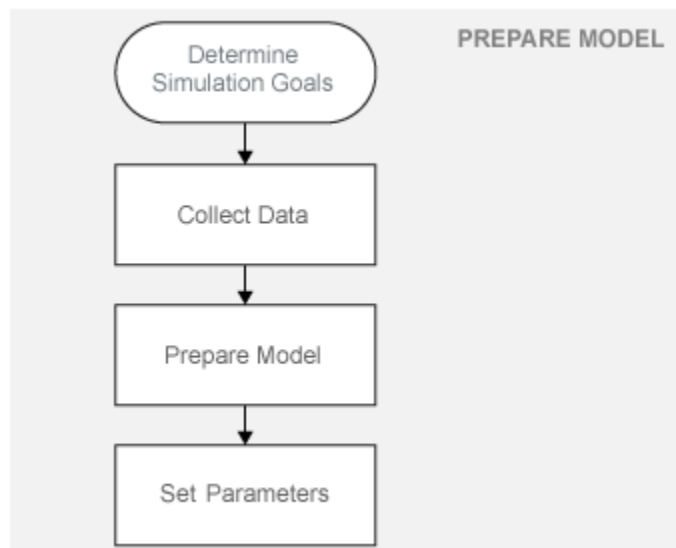 PREPARE MODEL
Determine
Simulation Goals
Collect Data
Prepare Model
Set Parameters